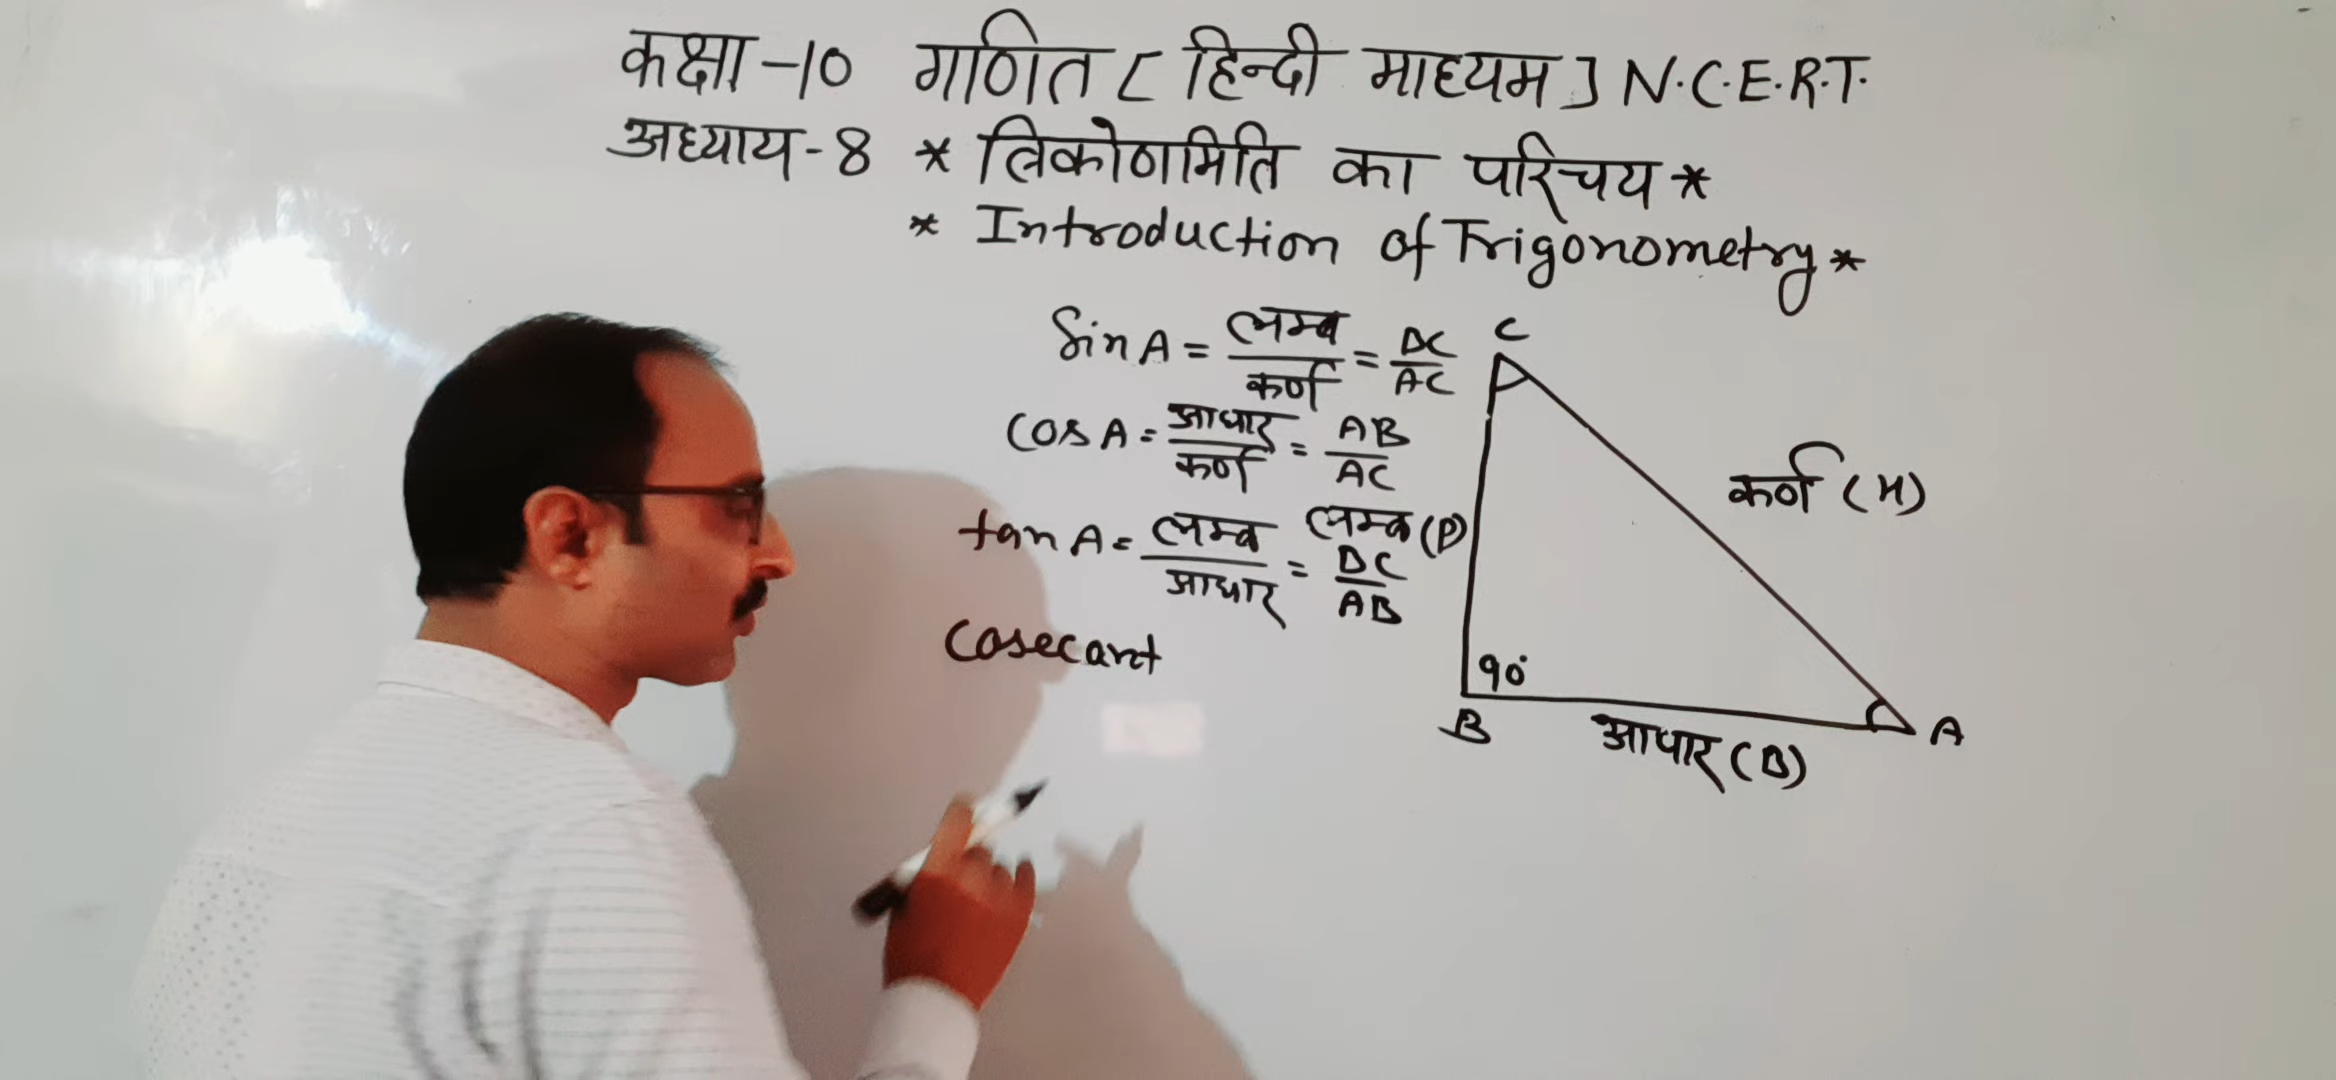 कक्षा -10 गणित [ हिन्दी माध्यम ] N.C.E.R.T.
अध्याय-8 * त्रिकोणमिति का परिचय *
* Introduction of Trigonometry *
Sin A = लम्ब / कर्ण = BC / AC
Cos A = आधार / कर्ण = AB / AC
tan A = लम्ब / आधार = BC / AB
Cosecant
C
कर्ण (H)
लम्ब (P)
90°
B
A
आधार (B)